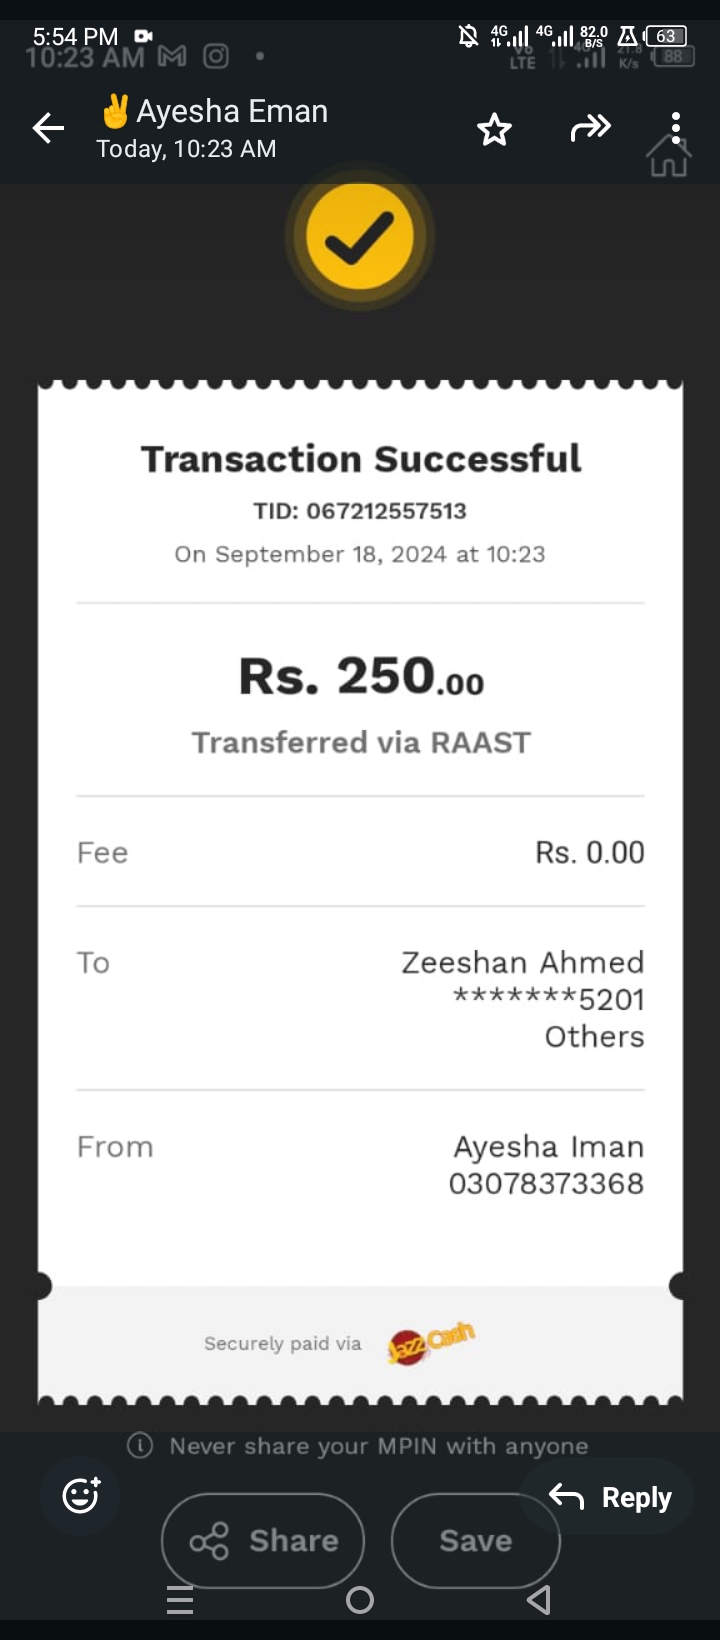 5:54 PM 4G 4G 82.0 B/S 63
10:23 AM LTE K/s 88
✌️Ayesha Eman
Today, 10:23 AM
Transaction Successful
TID: 067212557513
On September 18, 2024 at 10:23
Rs. 250.00
Transferred via RAAST
Fee Rs. 0.00
To Zeeshan Ahmed
*******5201
Others
From Ayesha Iman
03078373368
Securely paid via JazzCash
Never share your MPIN with anyone
Reply
Share Save